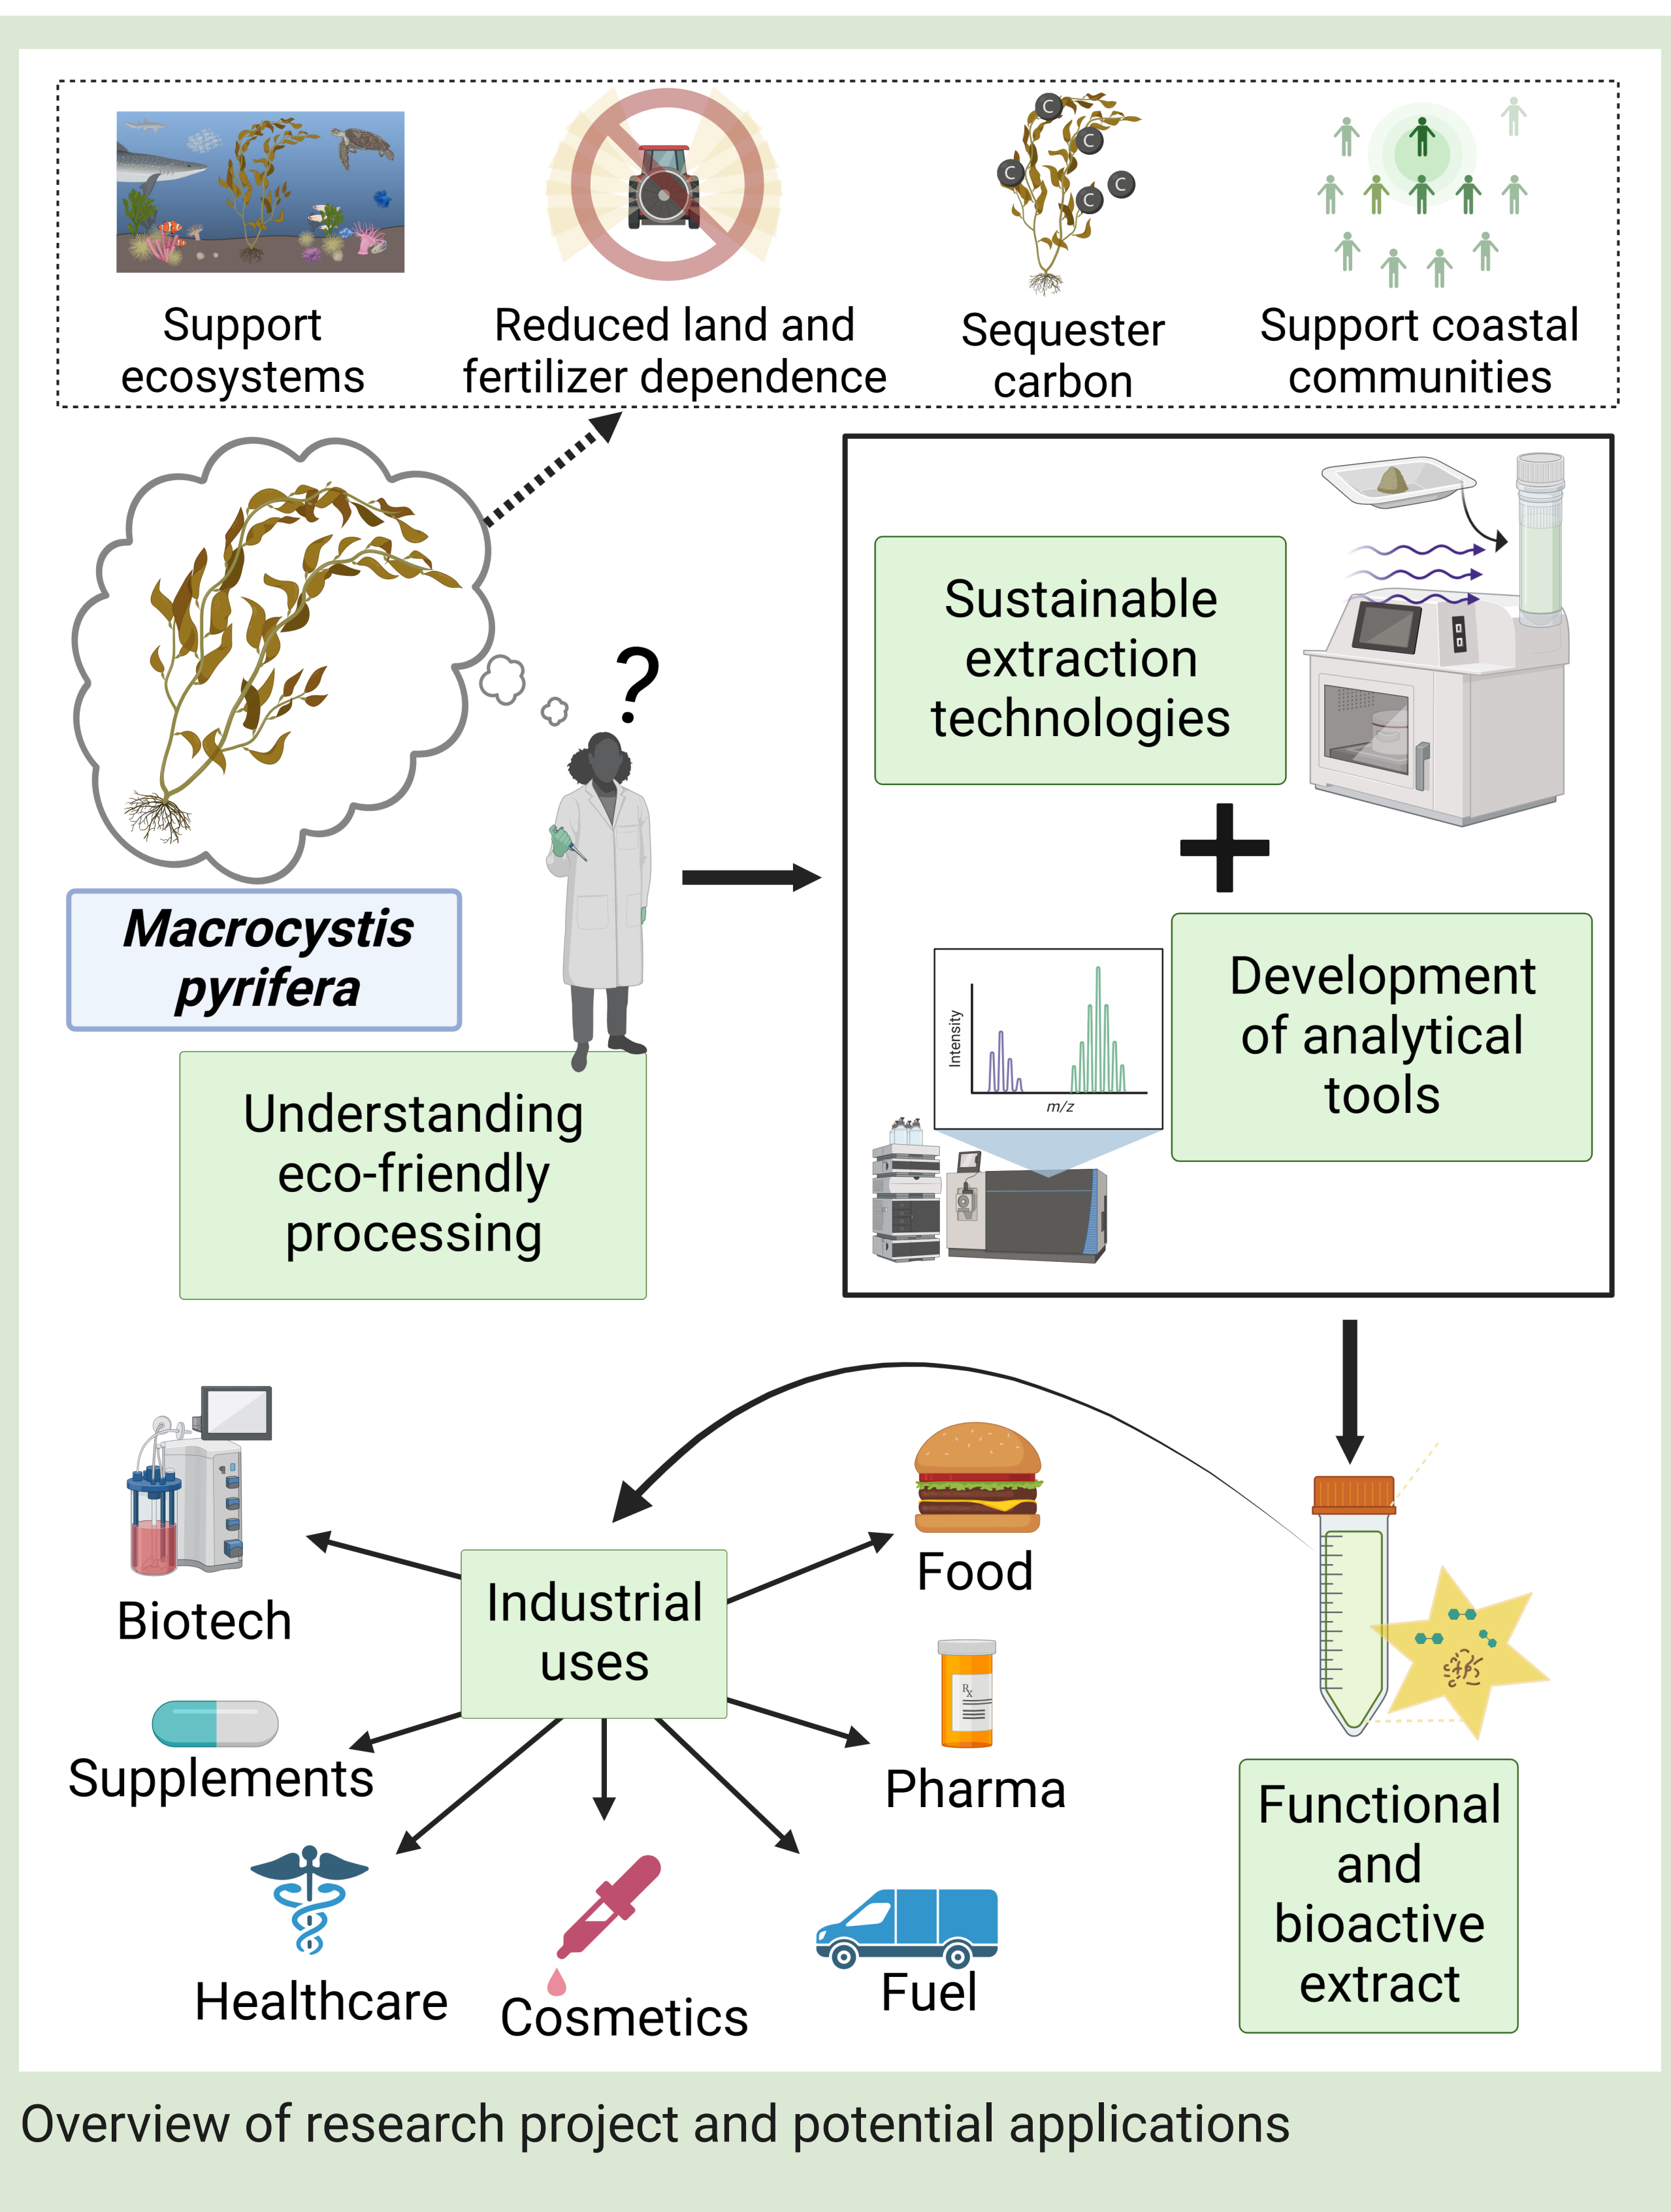 Support
ecosystems
Reduced land and
fertilizer dependence
C
C
C
C
C
Sequester
carbon
Support coastal
communities
?
Macrocystis
pyrifera
Understanding
eco-friendly
processing
Sustainable
extraction
technologies
+
Development
of analytical
tools
Intensity
m/z
Industrial
uses
Biotech
Supplements
Healthcare
Cosmetics
Fuel
Pharma
Rx
Food
Functional
and
bioactive
extract
Overview of research project and potential applications